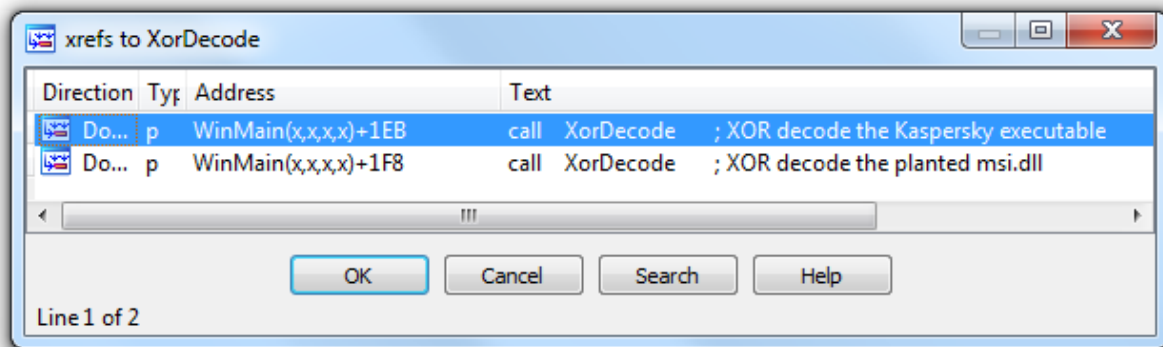 xrefs to XorDecode
Direction Typ Address Text
Do... p WinMain(x,x,x,x)+1EB call XorDecode ; XOR decode the Kaspersky executable
Do... p WinMain(x,x,x,x)+1F8 call XorDecode ; XOR decode the planted msi.dll
OK Cancel Search Help
Line 1 of 2